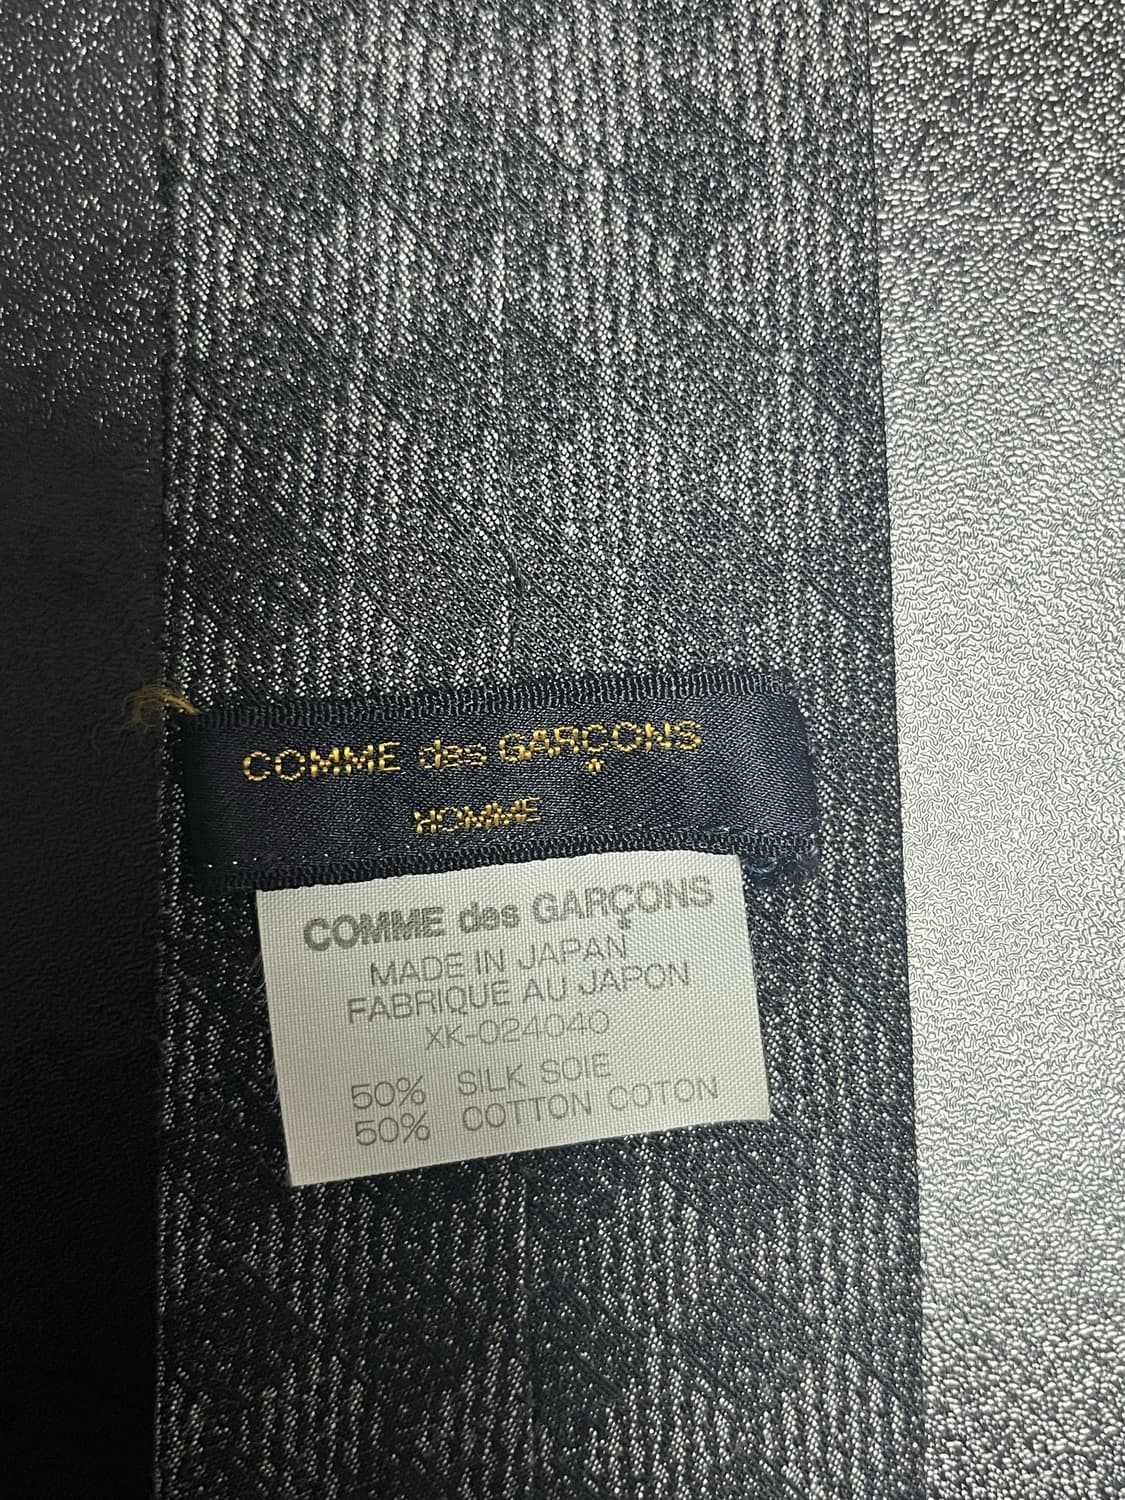 COMME des GARÇONS
HOMME
COMME des GARÇONS
MADE IN JAPAN
FABRIQUE AU JAPON
XK-024040
50% SILK SOIE
50% COTTON COTON